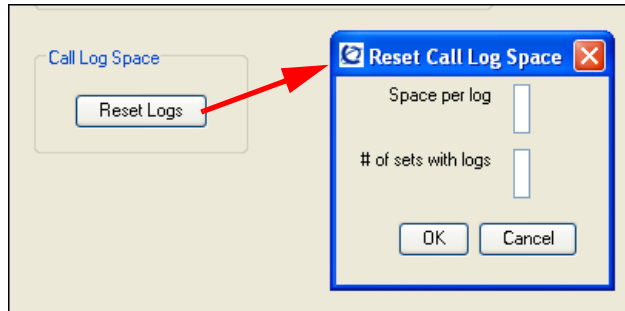 Call Log Space
Reset Logs
Reset Call Log Space
Space per log
# of sets with logs
OK
Cancel